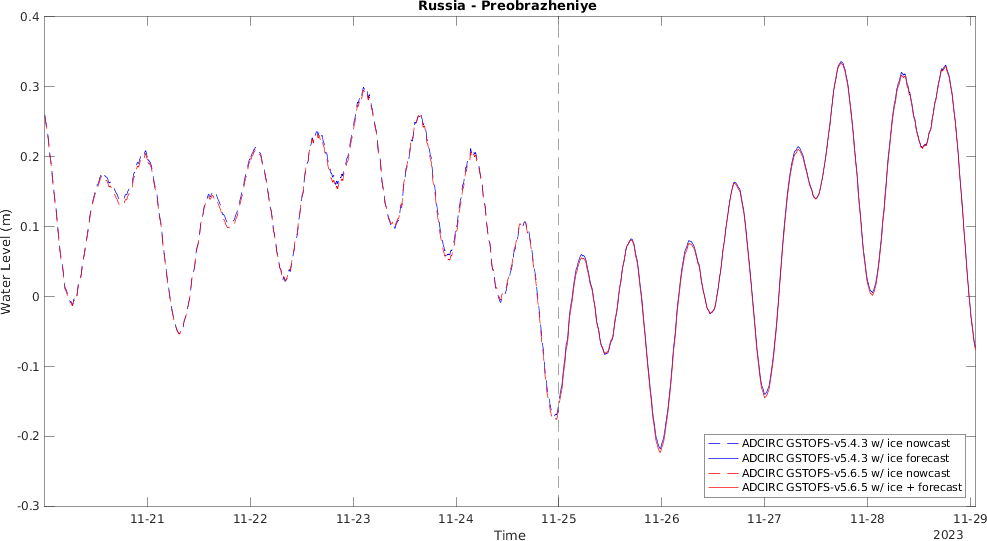 Russia - Preobrazheniye
0.4
0.3
0.2
0.1
0
-0.1
-0.2
-0.3
Water Level (m)
ADCIRC GSTOFS-v5.4.3 w/ ice nowcast
ADCIRC GSTOFS-v5.4.3 w/ ice forecast
ADCIRC GSTOFS-v5.6.5 w/ ice nowcast
ADCIRC GSTOFS-v5.6.5 w/ ice + forecast
11-21 11-22 11-23 11-24 11-25 11-26 11-27 11-28 11-29
Time
2023